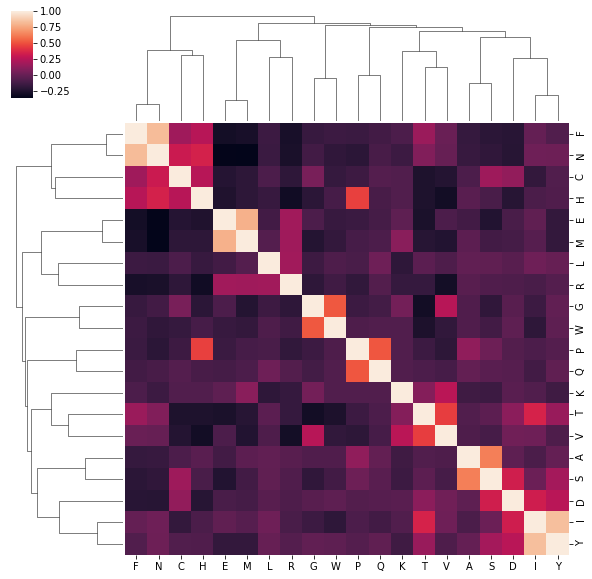 1.00
0.75
0.50
0.25
0.00
−0.25
F
N
C
H
E
M
L
R
G
W
P
Q
K
T
V
A
S
D
I
Y
F N C H E M L R G W P Q K T V A S D I Y